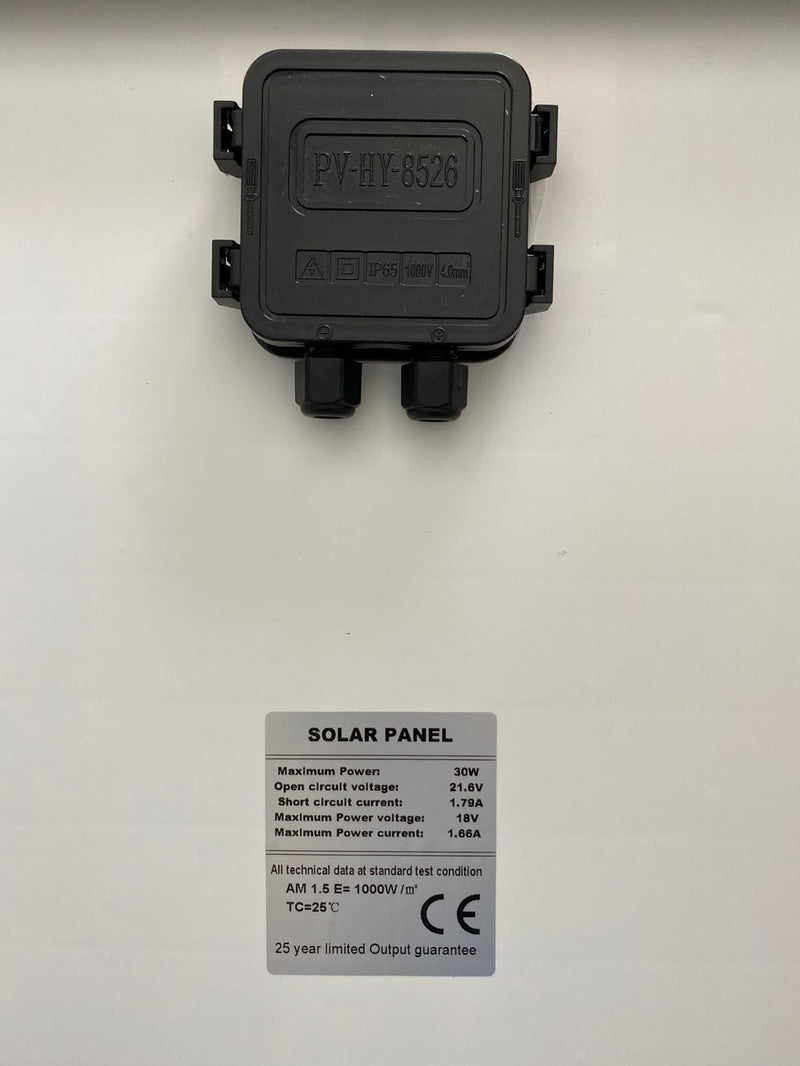 PV-HY-8526
IP65 1000V 4.0mm²
⊖ ⊕
SOLAR PANEL
Maximum Power: 30W
Open circuit voltage: 21.6V
Short circuit current: 1.79A
Maximum Power voltage: 18V
Maximum Power current: 1.66A
All technical data at standard test condition
AM 1.5 E= 1000W/m²
TC=25℃
CE
25 year limited Output guarantee